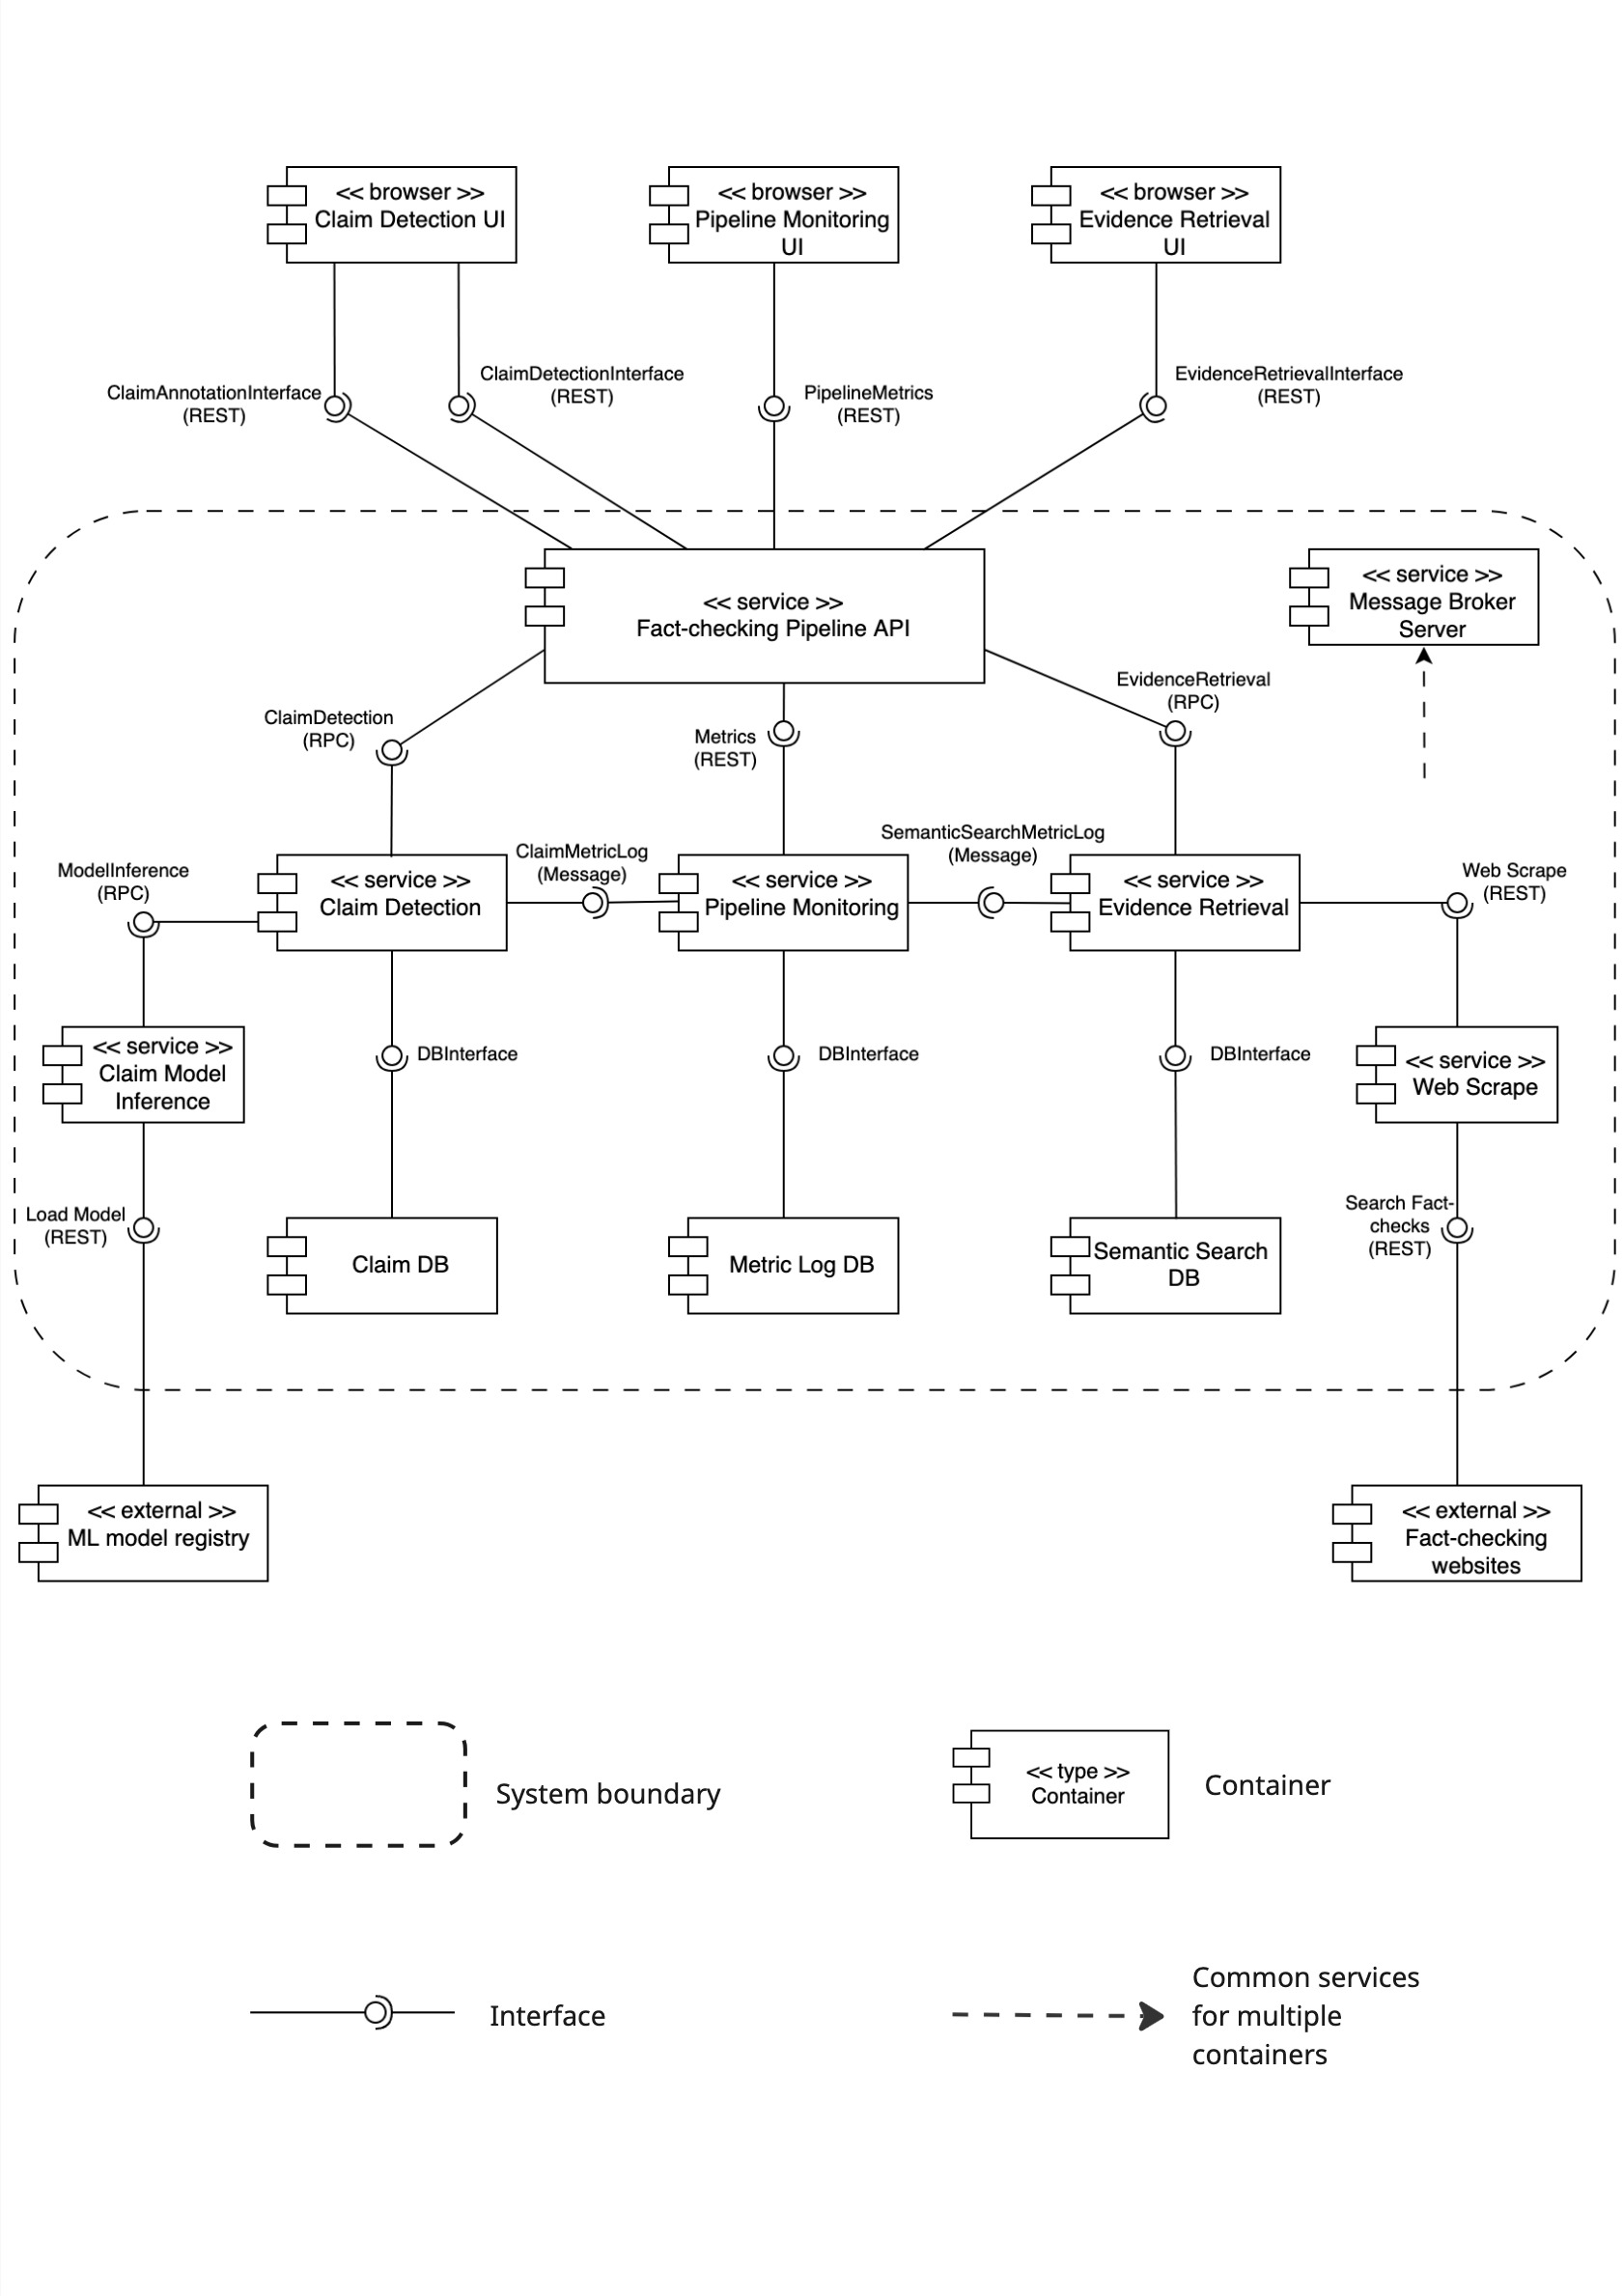 << browser >>
Claim Detection UI
<< browser >>
Pipeline Monitoring
UI
<< browser >>
Evidence Retrieval
UI
ClaimAnnotationInterface
(REST)
ClaimDetectionInterface
(REST)
PipelineMetrics
(REST)
EvidenceRetrievalInterface
(REST)
<< service >>
Fact-checking Pipeline API
<< service >>
Message Broker
Server
ClaimDetection
(RPC)
Metrics
(REST)
EvidenceRetrieval
(RPC)
ModelInference
(RPC)
<< service >>
Claim Detection
ClaimMetricLog
(Message)
<< service >>
Pipeline Monitoring
SemanticSearchMetricLog
(Message)
<< service >>
Evidence Retrieval
Web Scrape
(REST)
<< service >>
Claim Model
Inference
DBInterface
DBInterface
DBInterface
<< service >>
Web Scrape
Load Model
(REST)
Claim DB
Metric Log DB
Semantic Search
DB
Search Fact-
checks
(REST)
<< external >>
ML model registry
<< external >>
Fact-checking
websites
System boundary
<< type >>
Container
Container
Interface
Common services
for multiple
containers